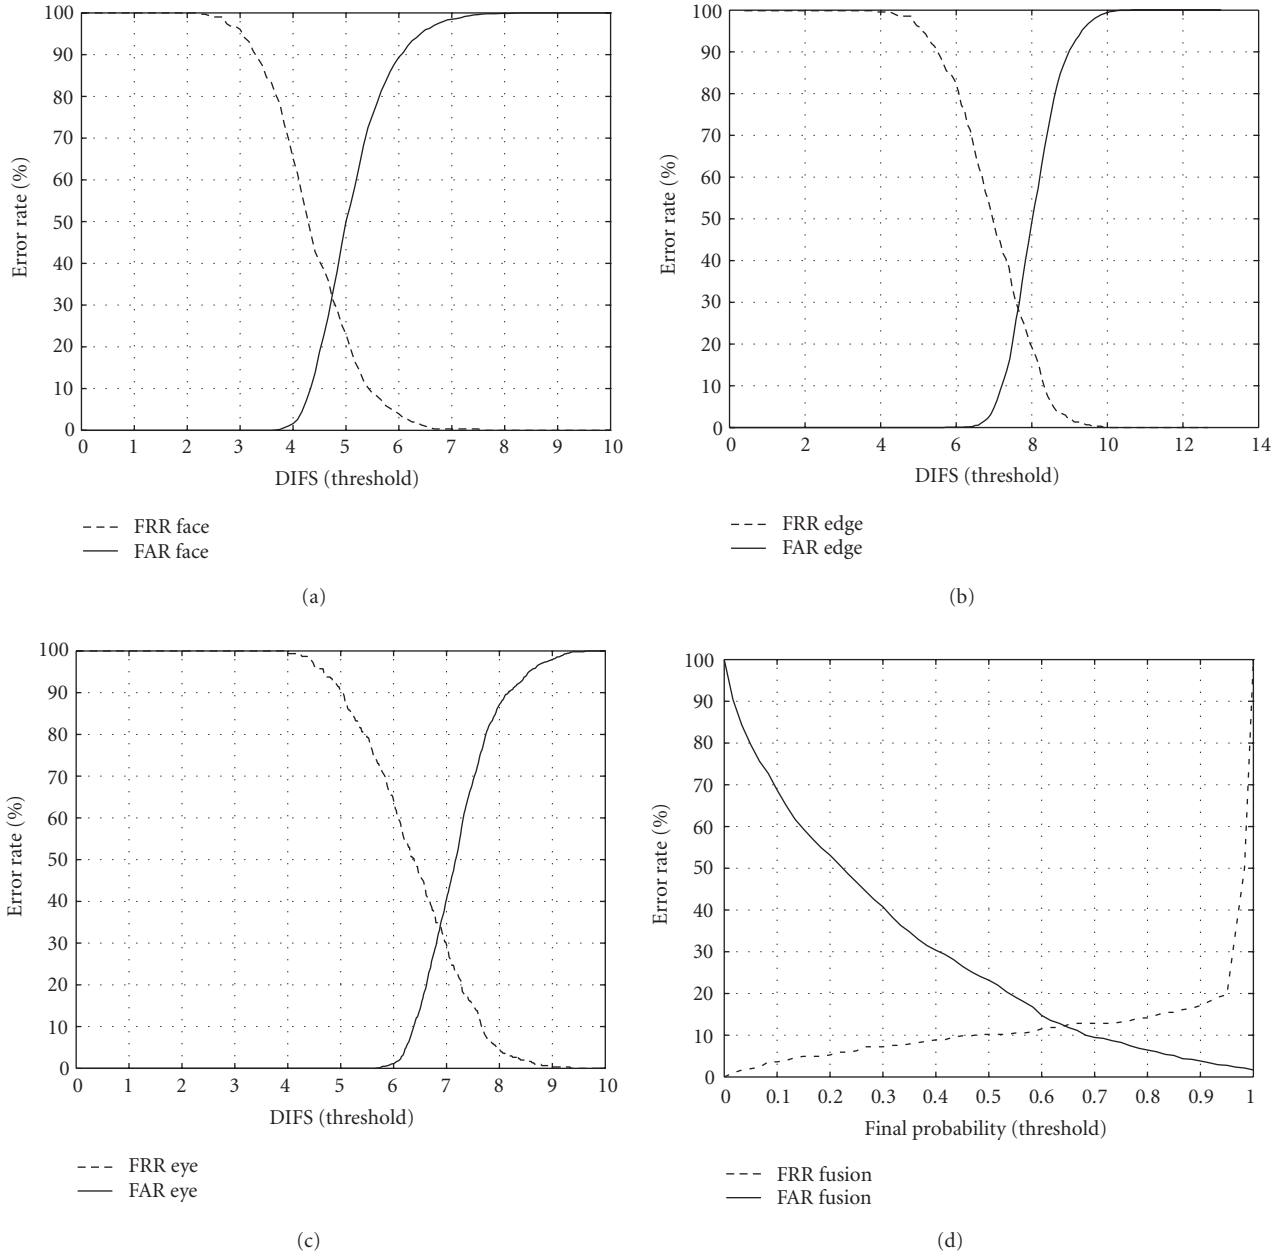 100
90
80
70
60
50
40
30
20
10
0
Error rate (%)
0 1 2 3 4 5 6 7 8 9 10
DIFS (threshold)
FRR face
FAR face
(a)
100
90
80
70
60
50
40
30
20
10
0
Error rate (%)
0 2 4 6 8 10 12 14
DIFS (threshold)
FRR edge
FAR edge
(b)
100
90
80
70
60
50
40
30
20
10
0
Error rate (%)
0 1 2 3 4 5 6 7 8 9 10
DIFS (threshold)
FRR eye
FAR eye
(c)
100
90
80
70
60
50
40
30
20
10
0
Error rate (%)
0 0.1 0.2 0.3 0.4 0.5 0.6 0.7 0.8 0.9 1
Final probability (threshold)
FRR fusion
FAR fusion
(d)